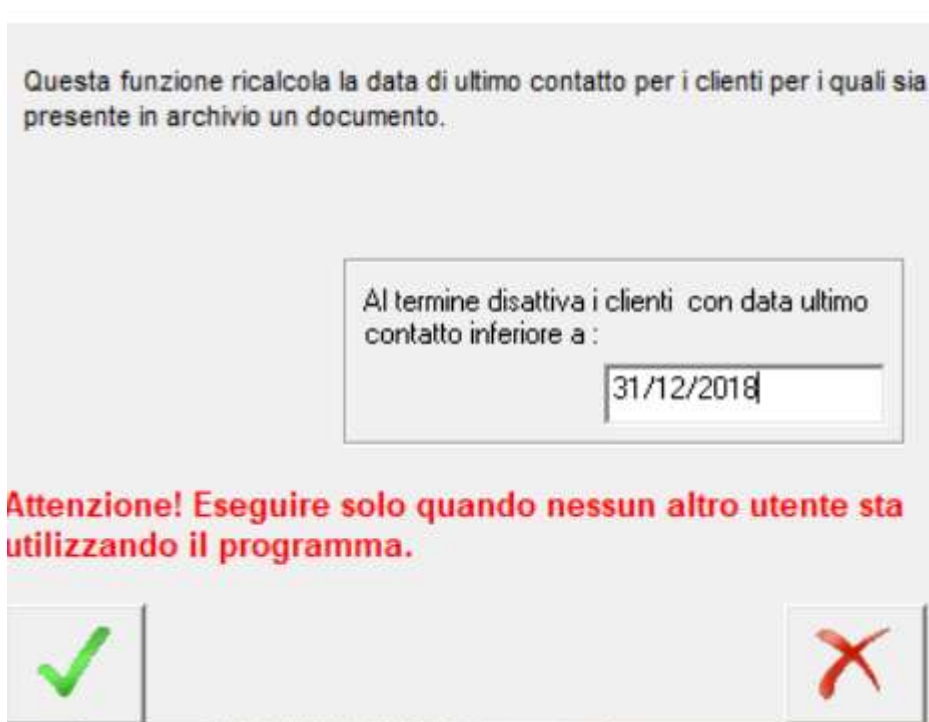 Questa funzione ricalcola la data di ultimo contatto per i clienti per i quali sia
presente in archivio un documento.
Al termine disattiva i clienti con data ultimo
contatto inferiore a :
31/12/2018
Attenzione! Eseguire solo quando nessun altro utente sta
utilizzando il programma.